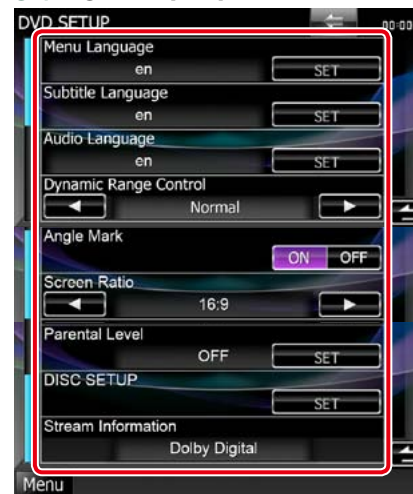 DVD SETUP
00:00
Menu Language
en SET
Subtitle Language
en SET
Audio Language
en SET
Dynamic Range Control
Normal
Angle Mark
ON OFF
Screen Ratio
16:9
Parental Level
OFF SET
DISC SETUP
SET
Stream Information
Dolby Digital
Menu